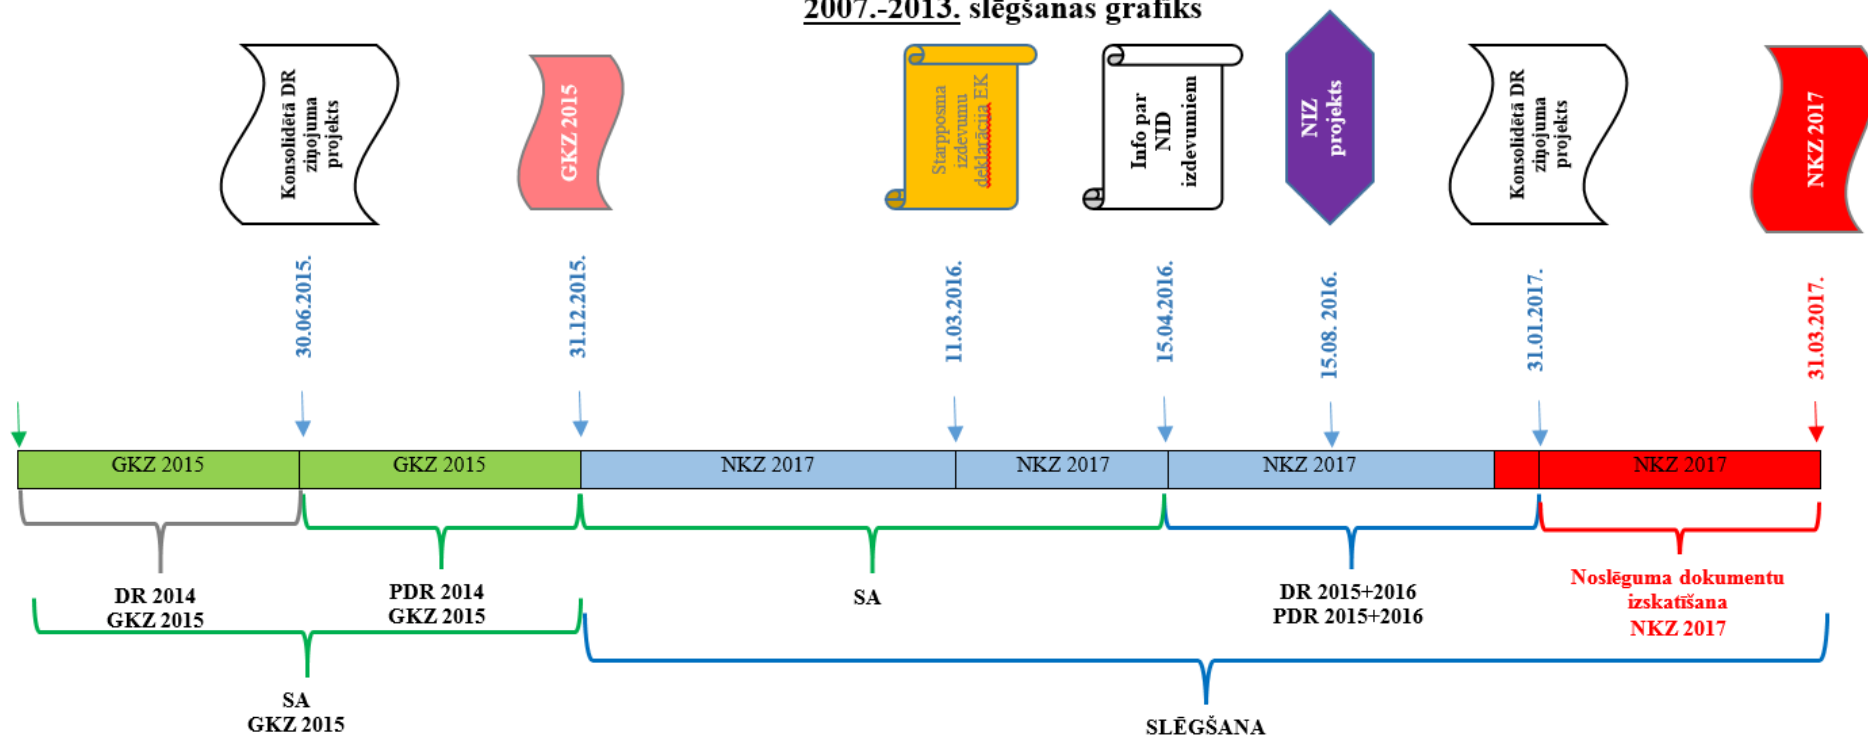 2007.-2013. slēgšanas grafiks
Konsolidētā DR
ziņojuma
projekts
GKZ 2015
Starpposma
izdevumu
deklarācija EK
Info par
NID
izdevumiem
NIZ
projekts
Konsolidētā DR
ziņojuma
projekts
NKZ 2017
30.06.2015.
31.12.2015.
11.03.2016.
15.04.2016.
15.08. 2016.
31.01.2017.
31.03.2017.
GKZ 2015
GKZ 2015
NKZ 2017
NKZ 2017
NKZ 2017
NKZ 2017
DR 2014
GKZ 2015
PDR 2014
GKZ 2015
SA
DR 2015+2016
PDR 2015+2016
Noslēguma dokumentu
izskatīšana
NKZ 2017
SA
GKZ 2015
SLĒGŠANA